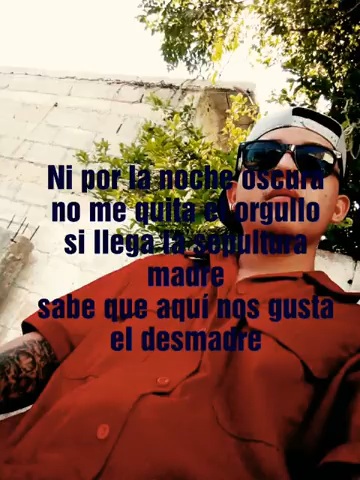 Ni por la noche oscura
no me quita el orgullo
si llega la sepultura
madre
sabe que aquí nos gusta
el desmadre